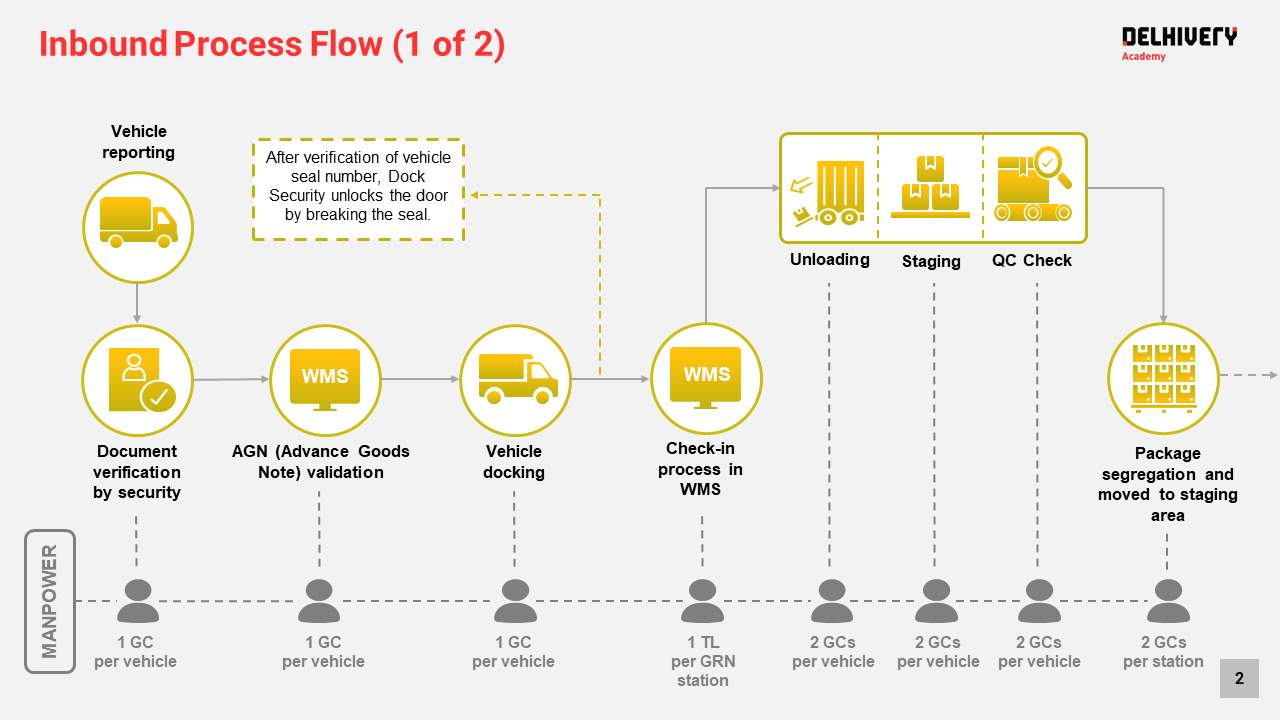 Inbound Process Flow (1 of 2)
DELHIVERY
Academy
Vehicle
reporting
After verification of vehicle
seal number, Dock
Security unlocks the door
by breaking the seal.
Unloading
Staging
QC Check
WMS
WMS
Document
verification
by security
AGN (Advance Goods
Note) validation
Vehicle
docking
Check-in
process in
WMS
Package
segregation and
moved to staging
area
MANPOWER
1 GC
per vehicle
1 GC
per vehicle
1 GC
per vehicle
1 TL
per GRN
station
2 GCs
per vehicle
2 GCs
per vehicle
2 GCs
per vehicle
2 GCs
per station
2